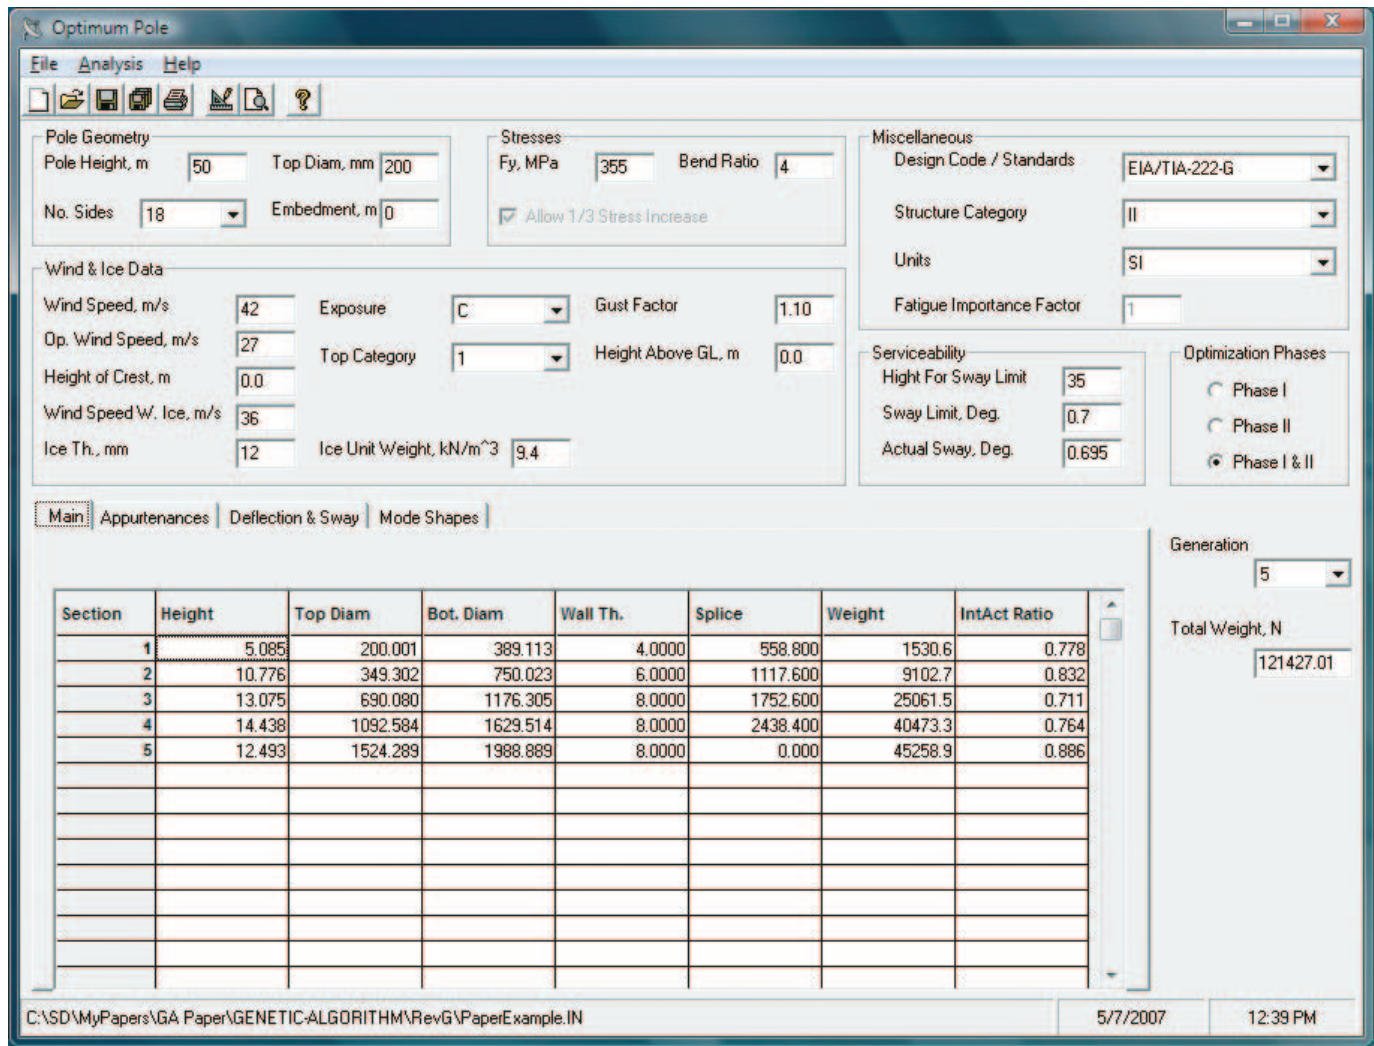 Optimum Pole
File Analysis Help
Pole Geometry
Pole Height, m 50 Top Diam, mm 200
No. Sides 18 Embedment, m 0
Stresses
Fy, MPa 355 Bend Ratio 4
Allow 1/3 Stress Increase
Miscellaneous
Design Code / Standards EIA/TIA-222-G
Structure Category II
Units SI
Fatigue Importance Factor 1
Wind & Ice Data
Wind Speed, m/s 42 Exposure C Gust Factor 1.10
Op. Wind Speed, m/s 27
Top Category 1 Height Above GL, m 0.0
Height of Crest, m 0.0
Wind Speed W. Ice, m/s 36
Ice Th., mm 12 Ice Unit Weight, kN/m^3 9.4
Serviceability
Hight For Sway Limit 35
Sway Limit, Deg. 0.7
Actual Sway, Deg. 0.695
Optimization Phases
Phase I
Phase II
Phase I & II
Main Appurtenances Deflection & Sway Mode Shapes
Generation
5
Total Weight, N
121427.01
Section Height Top Diam Bot. Diam Wall Th. Splice Weight IntAct Ratio
1 5.085 200.001 389.113 4.0000 558.800 1530.6 0.778
2 10.776 349.302 750.023 6.0000 1117.600 9102.7 0.832
3 13.075 690.080 1176.305 8.0000 1752.600 25061.5 0.711
4 14.438 1092.584 1629.514 8.0000 2438.400 40473.3 0.764
5 12.493 1524.289 1988.889 8.0000 0.000 45258.9 0.886
C:\SD\MyPapers\GA Paper\GENETIC-ALGORITHM\RevG\PaperExample.IN 5/7/2007 12:39 PM